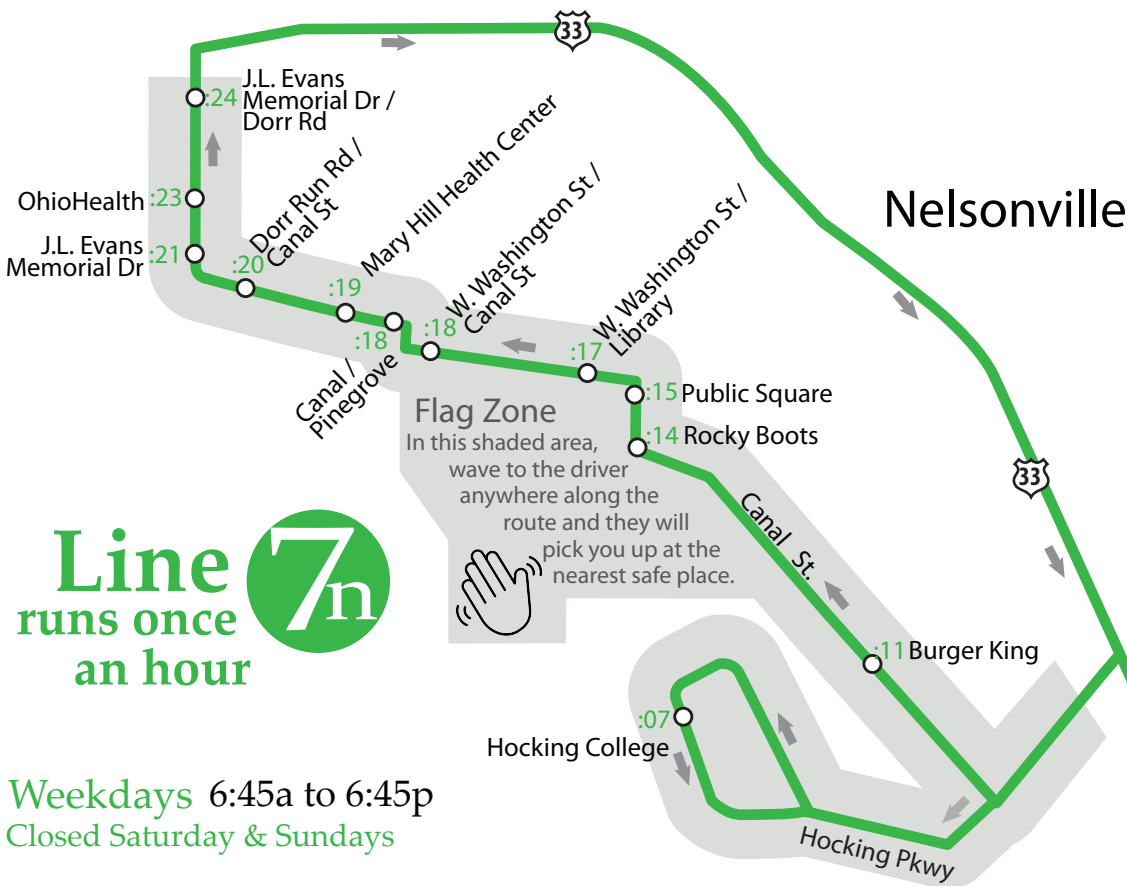 33
J.L. Evans
Memorial Dr /
Dorr Rd
:24
OhioHealth :23
J.L. Evans
Memorial Dr :21
Dorr Run Rd /
Canal St
:20
Mary Hill Health Center
:19
Canal /
Pinegrove
:18
W. Washington St /
Canal St
:18
W. Washington St /
Library
:17
Nelsonville
:15 Public Square
:14 Rocky Boots
Flag Zone
In this shaded area,
wave to the driver
anywhere along the
route and they will
pick you up at the
nearest safe place.
33
Canal St.
Line 7n
runs once
an hour
:11 Burger King
:07
Hocking College
Hocking Pkwy
Weekdays 6:45a to 6:45p
Closed Saturday & Sundays